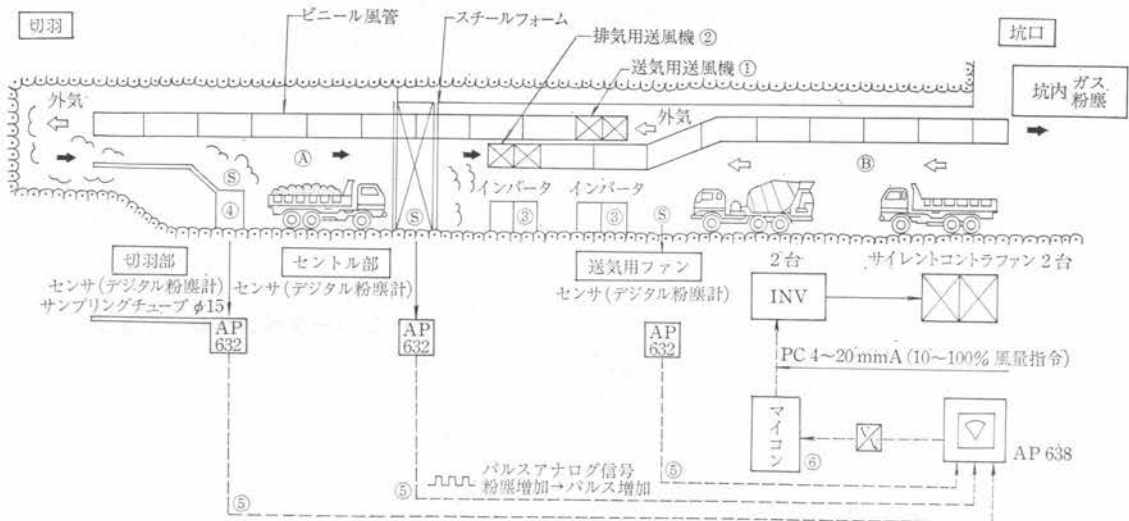 切羽
ビニール風管
スチールフォーム
排気用送風機 ②
送気用送風機 ①
坑口
坑内 ガス
粉塵
外気
外気
Ⓐ
Ⓑ
Ⓢ
④
Ⓢ
インバータ
③
インバータ
③
Ⓢ
切羽部
センサ(デジタル粉塵計)
サンプリングチューブφ15
セントル部
センサ(デジタル粉塵計)
送気用ファン
センサ(デジタル粉塵計)
2台
サイレントコントラファン 2台
INV
AP
632
AP
632
AP
632
PC 4〜20 mmA (10〜100% 風量指令)
マイコン
⑥
AP 638
パルスアナログ信号
粉塵増加→パルス増加
⑤
⑤
⑤